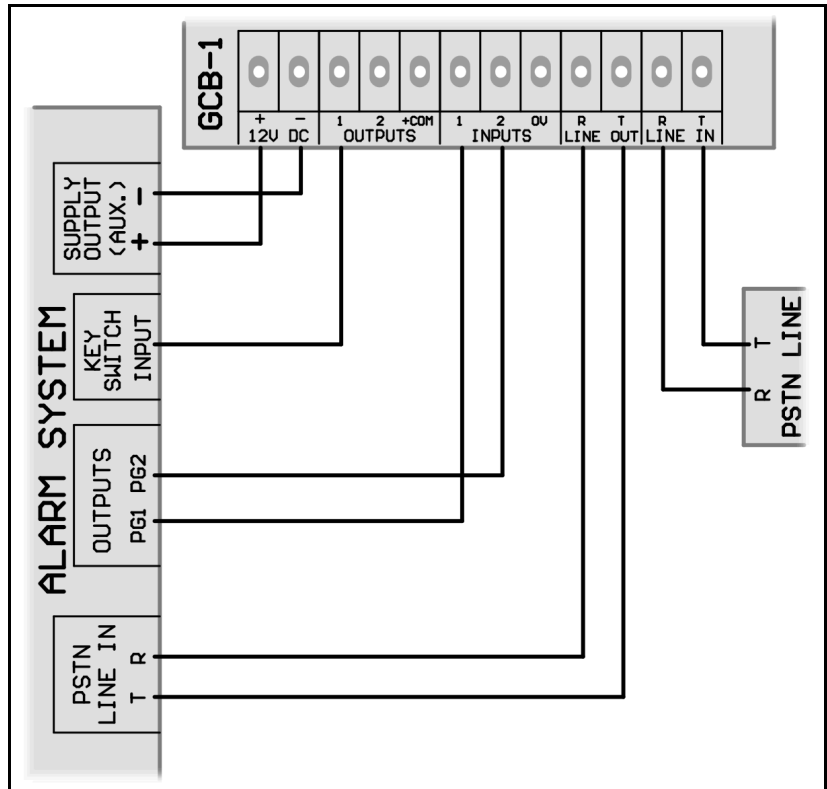 GCB-1
+ - 1 2 +COM 1 2 0V R T R T
12V DC OUTPUTS INPUTS LINE OUT LINE IN
ALARM SYSTEM
SUPPLY
OUTPUT
(AUX.)
- +
KEY
SWITCH
INPUT
OUTPUTS
PG1 PG2
PSTN
LINE IN
T R
PSTN LINE
R T